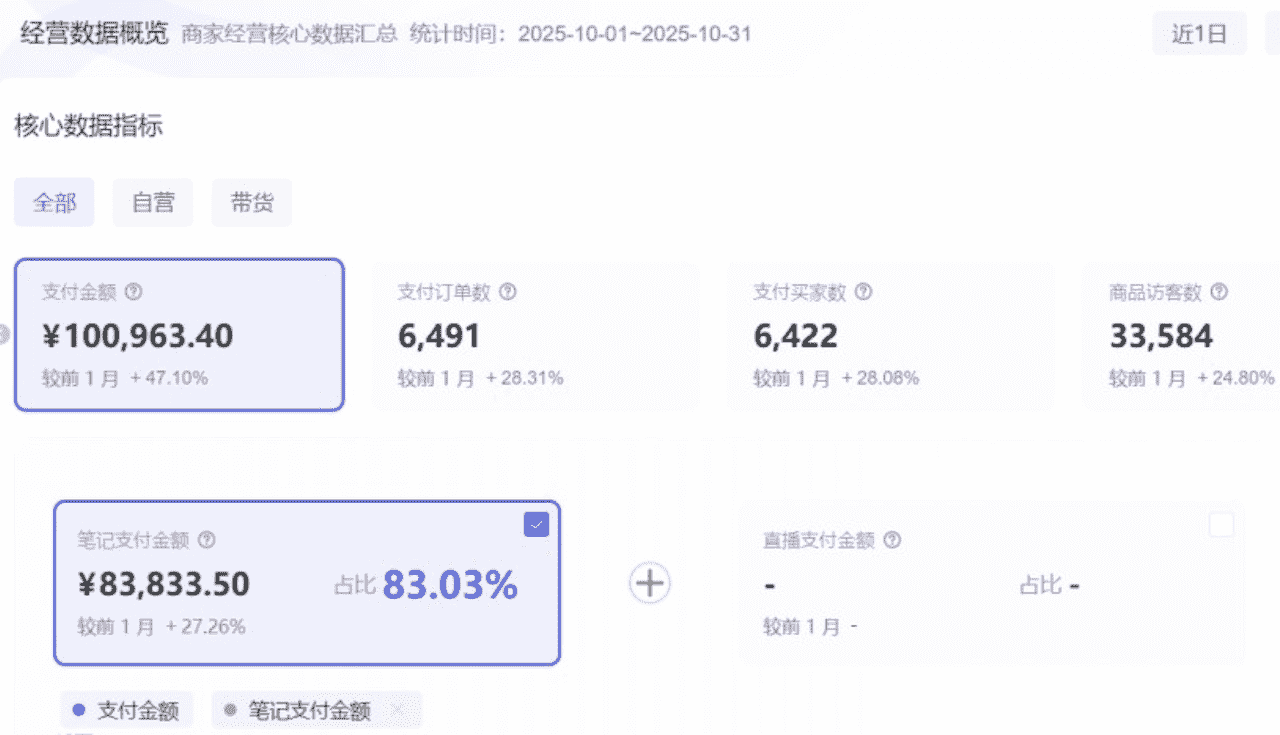 经营数据概览 商家经营核心数据汇总 统计时间：2025-10-01~2025-10-31 近1日
核心数据指标
全部 自营 带货
支付金额 支付订单数 支付买家数 商品访客数
¥100,963.40 6,491 6,422 33,584
较前 1 月 +47.10% 较前 1 月 +28.31% 较前 1 月 +28.08% 较前 1 月 +24.80%
笔记支付金额 直播支付金额
¥83,833.50 占比 83.03% - 占比 -
较前 1 月 +27.26% 较前 1 月 -
支付金额 笔记支付金额